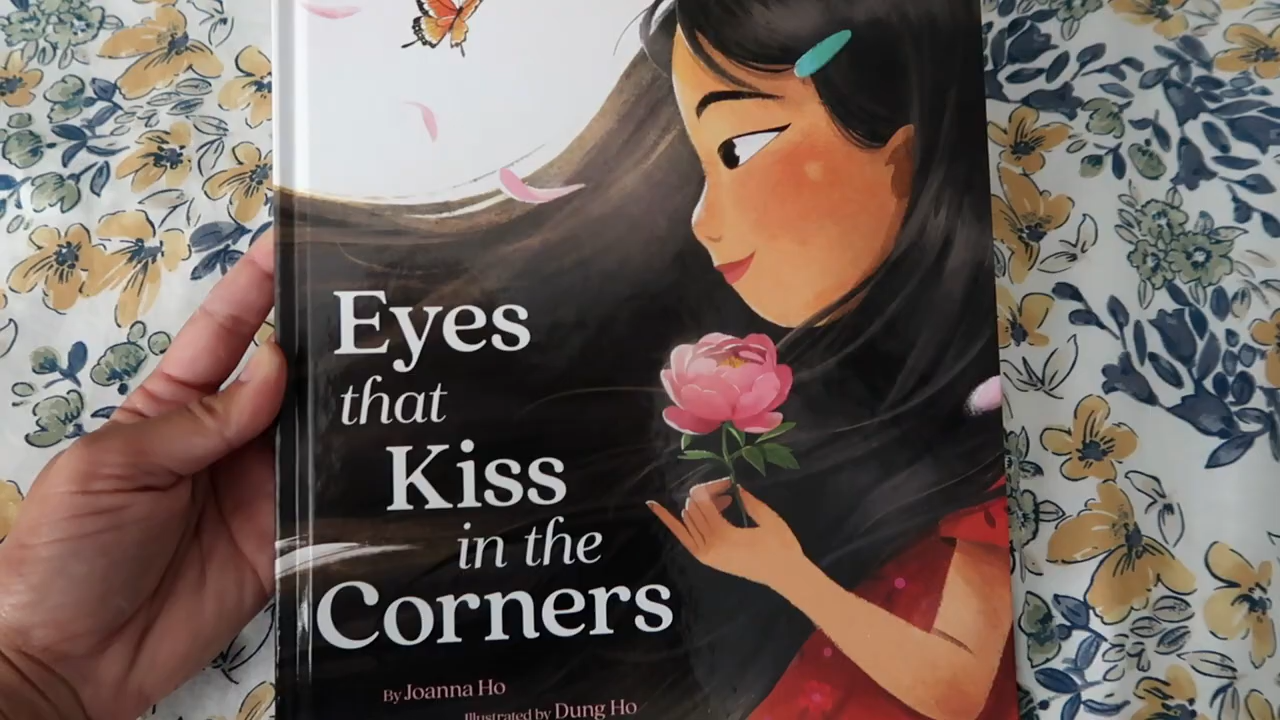 Eyes
that
Kiss
in the
Corners
By Joanna Ho
Illustrated by Dung Ho